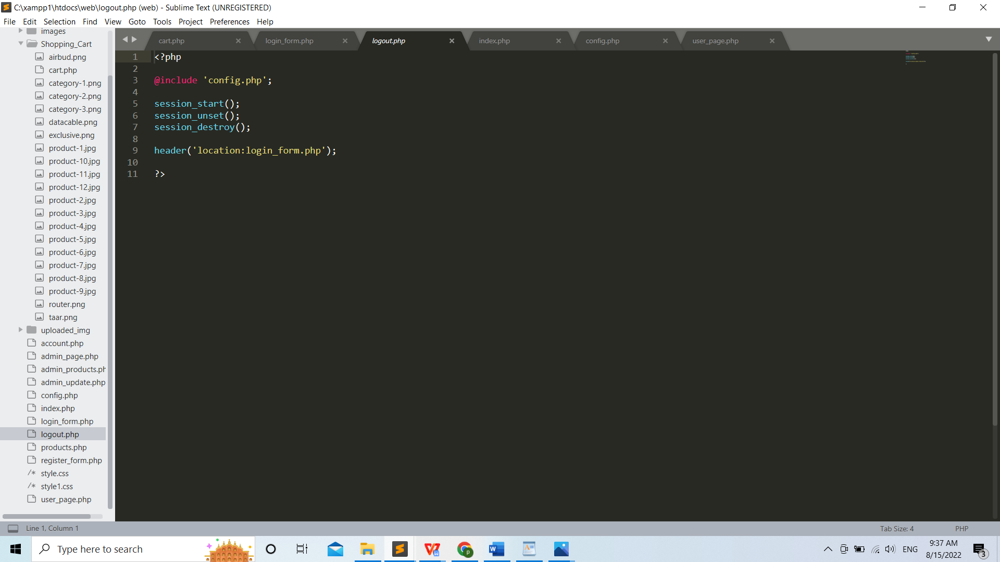 C:\xampp1\htdocs\web\logout.php (web) - Sublime Text (UNREGISTERED)
File Edit Selection Find View Goto Tools Project Preferences Help
images
Shopping_Cart
airbud.png
cart.php
category-1.png
category-2.png
category-3.png
datacable.png
exclusive.png
product-1.jpg
product-10.jpg
product-11.jpg
product-12.jpg
product-2.jpg
product-3.jpg
product-4.jpg
product-5.jpg
product-6.jpg
product-7.jpg
product-8.jpg
product-9.jpg
router.png
taar.png
uploaded_img
account.php
admin_page.php
admin_products.ph
admin_update.php
config.php
index.php
login_form.php
logout.php
products.php
register_form.php
/* style.css
/* style1.css
user_page.php
cart.php login_form.php logout.php index.php config.php user_page.php
1 <?php
2
3 @include 'config.php';
4
5 session_start();
6 session_unset();
7 session_destroy();
8
9 header('location:login_form.php');
10
11 ?>
Line 1, Column 1 Tab Size: 4 PHP
Type here to search
ENG
9:37 AM
8/15/2022
3